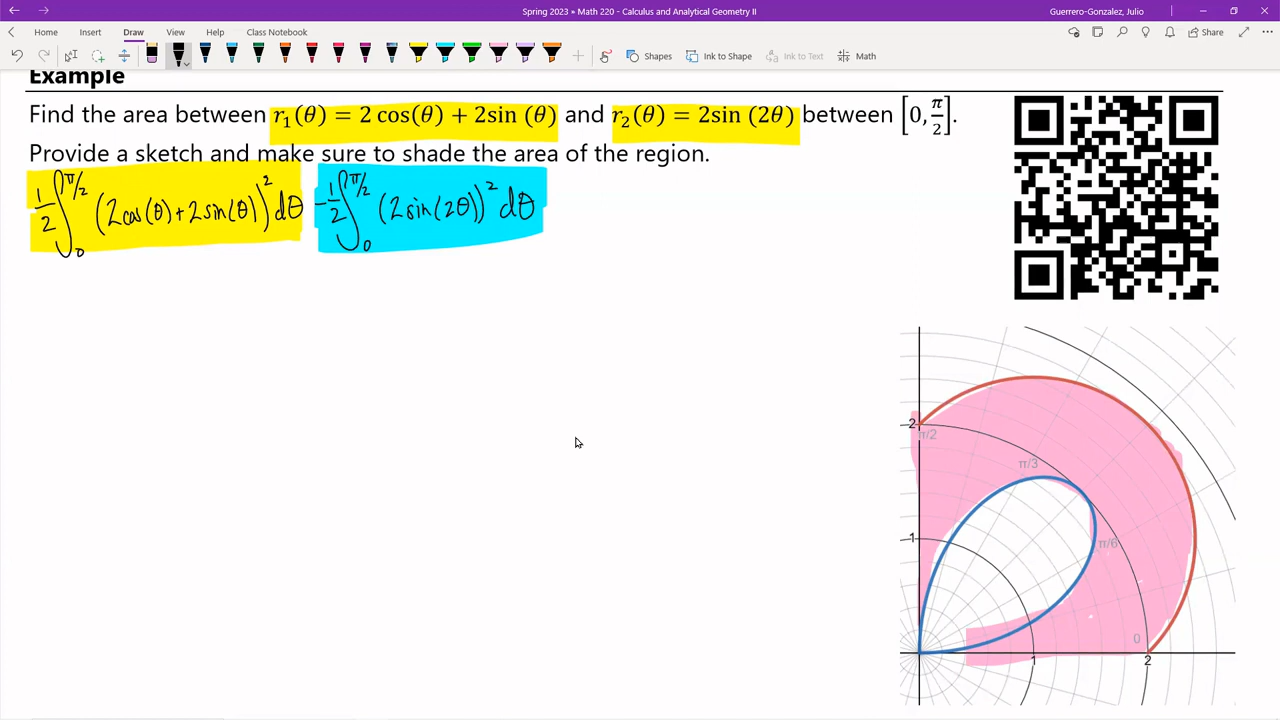 Spring 2023 » Math 220 - Calculus and Analytical Geometry II
Guerrero-Gonzalez, Julio
Home Insert Draw View Help Class Notebook
Share
Shapes Ink to Shape Ink to Text Math
Example
Find the area between r₁(θ) = 2 cos(θ) + 2sin (θ) and r₂(θ) = 2sin (2θ) between [0, π/2].
Provide a sketch and make sure to shade the area of the region.
1/2 ∫₀^{π/2} (2cos(θ)+2sin(θ))² dθ - 1/2 ∫₀^{π/2} (2sin(2θ))² dθ
2
π/2
π/3
1
π/6
0
1 2